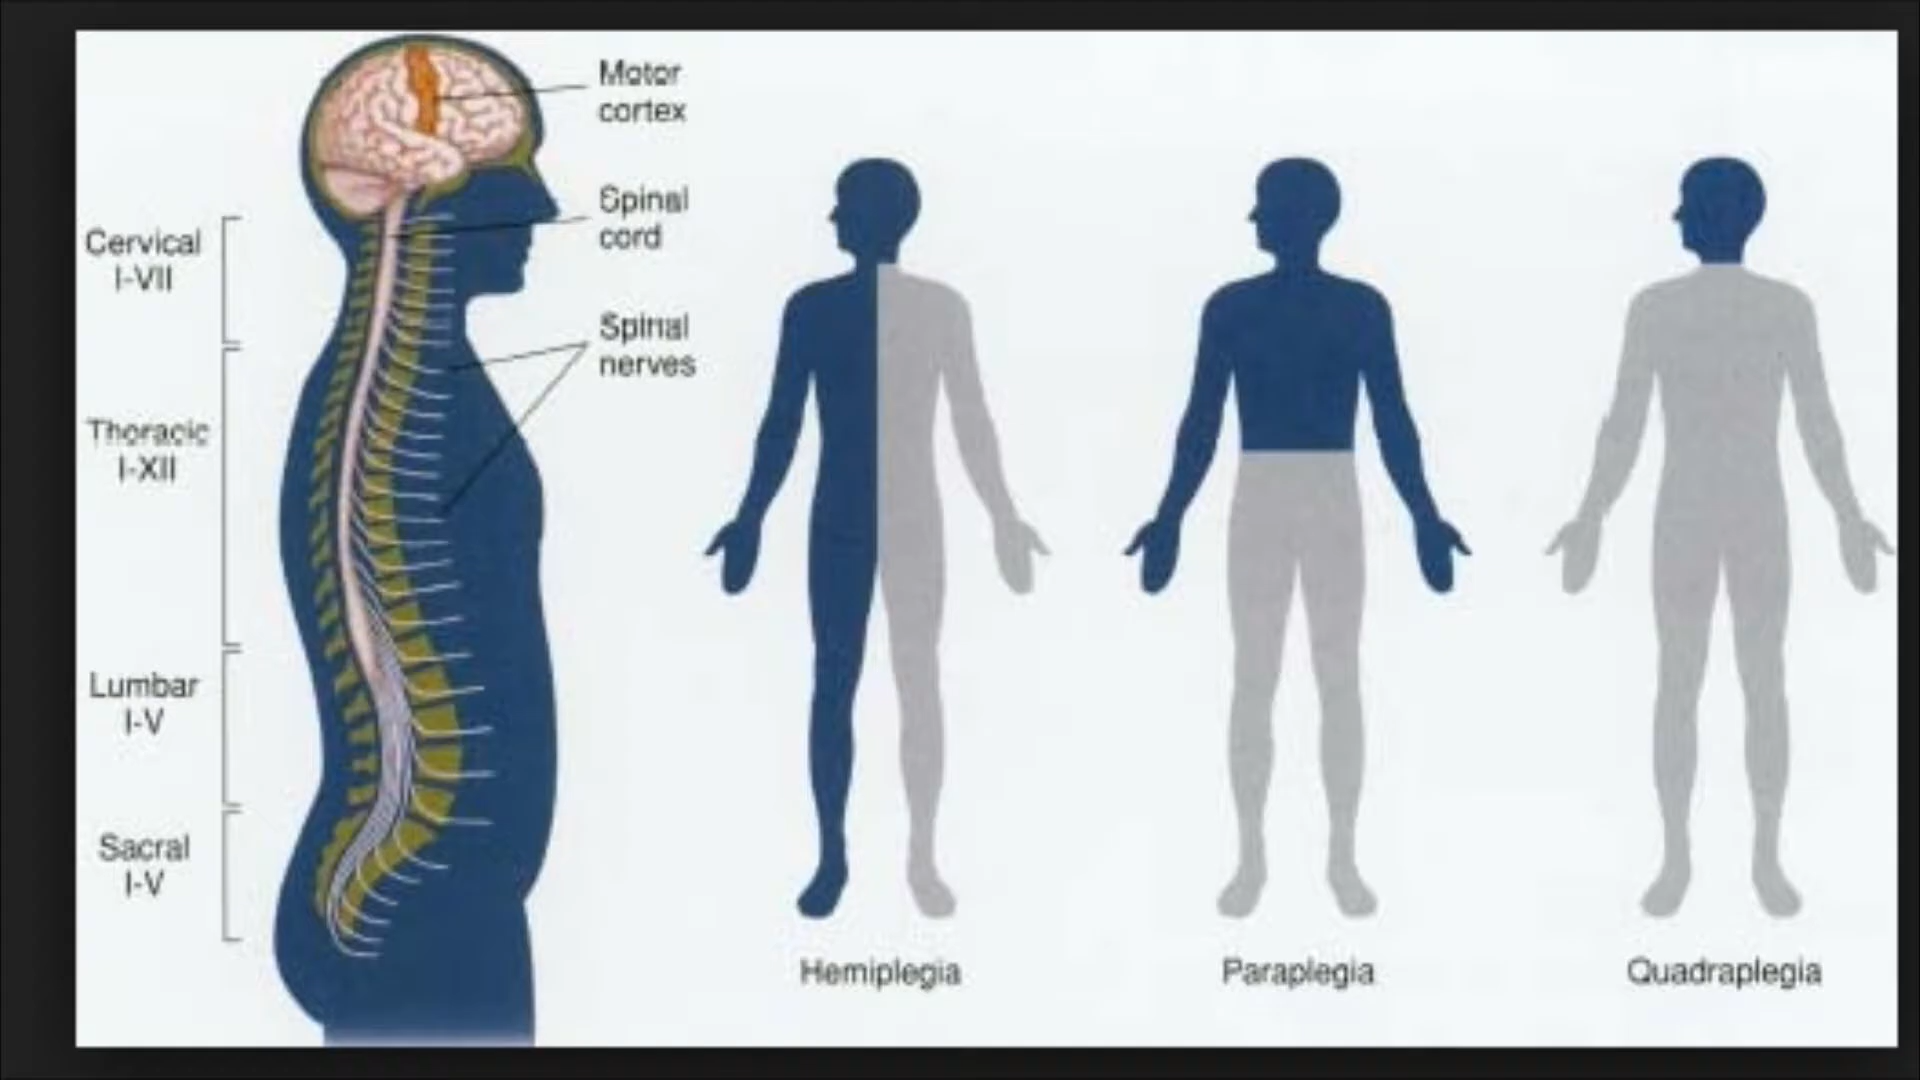 Motor
cortex
Spinal
cord
Cervical
I-VII
Spinal
nerves
Thoracic
I-XII
Lumbar
I-V
Sacral
I-V
Hemiplegia
Paraplegia
Quadraplegia